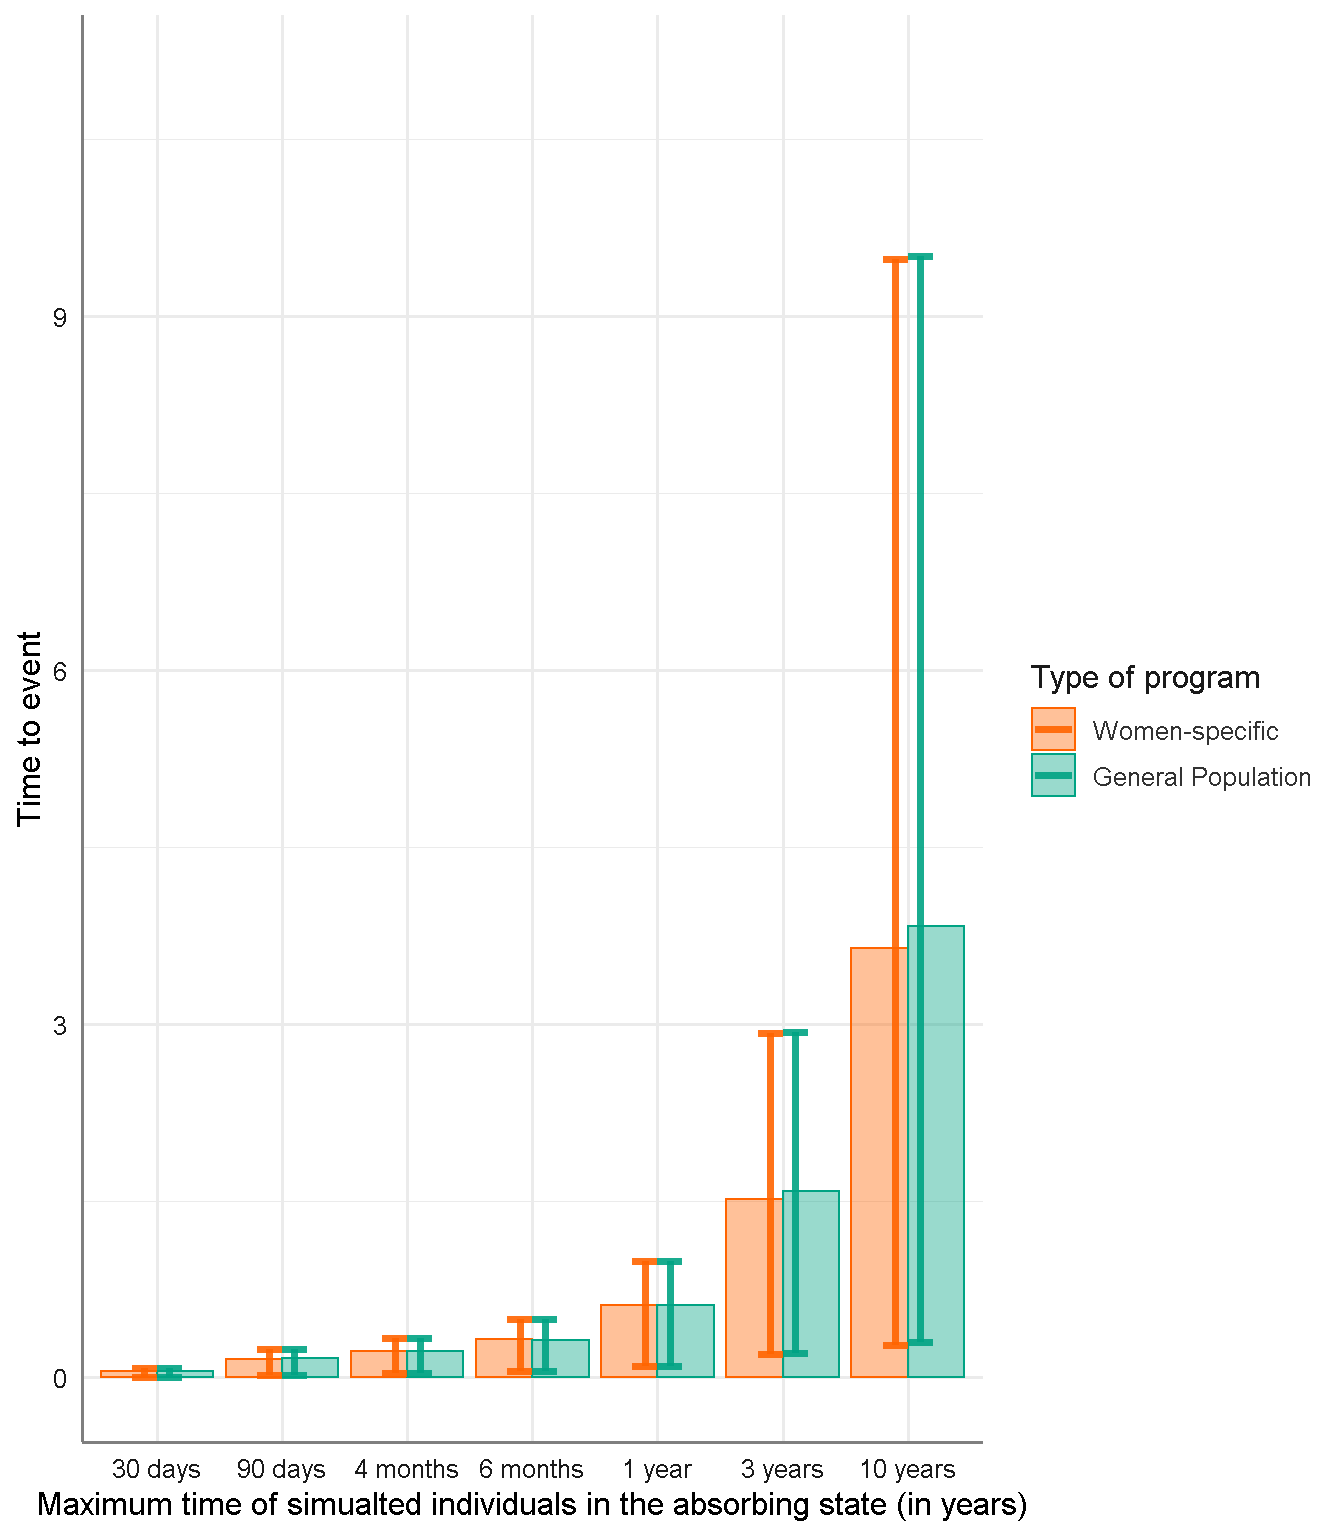 9
6
3
0
Time to event
30 days
90 days
4 months
6 months
1 year
3 years
10 years
Maximum time of simualted individuals in the absorbing state (in years)
Type of program
Women-specific
General Population